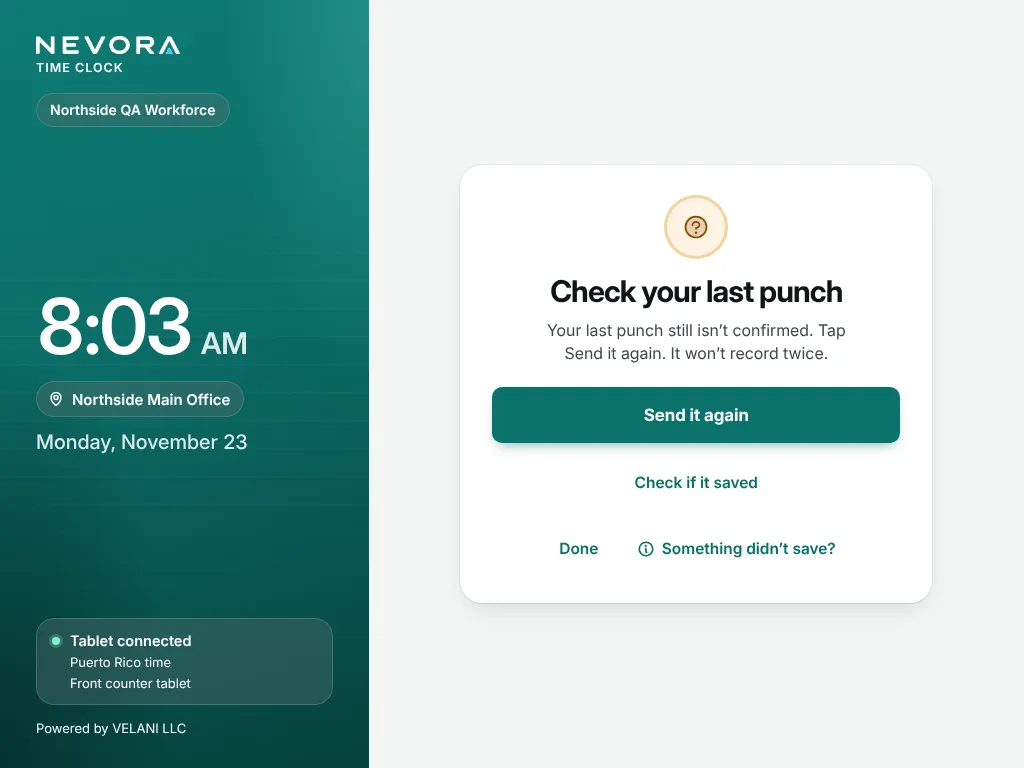 NEVORA
TIME CLOCK
Northside QA Workforce
8:03 AM
Northside Main Office
Monday, November 23
Tablet connected
Puerto Rico time
Front counter tablet
Powered by VELANI LLC
Check your last punch
Your last punch still isn’t confirmed. Tap
Send it again. It won’t record twice.
Send it again
Check if it saved
Done
Something didn’t save?